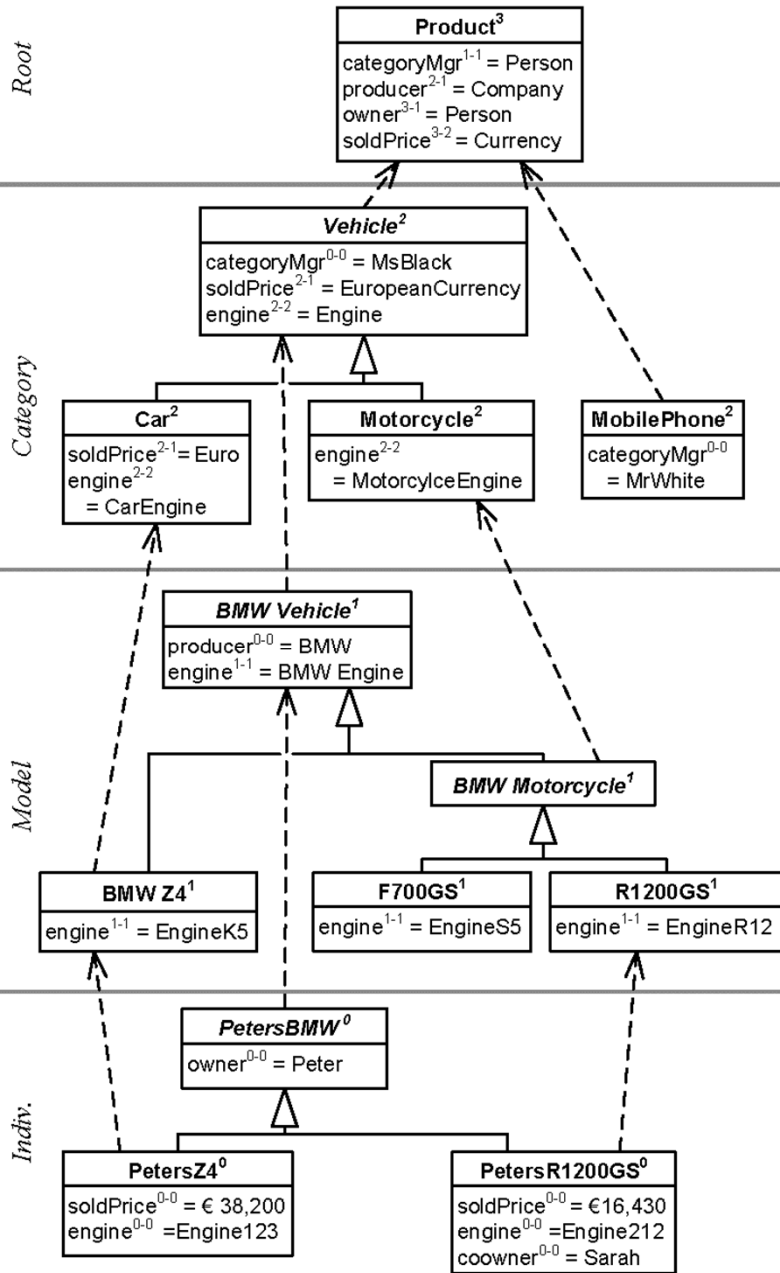 Root
Product³
categoryMgr¹⁻¹ = Person
producer²⁻¹ = Company
owner³⁻¹ = Person
soldPrice³⁻² = Currency
Category
Vehicle²
categoryMgr⁰⁻⁰ = MsBlack
soldPrice²⁻¹ = EuropeanCurrency
engine²⁻² = Engine
Car²
soldPrice²⁻¹= Euro
engine²⁻²
= CarEngine
Motorcycle²
engine²⁻²
= MotorcylceEngine
MobilePhone²
categoryMgr⁰⁻⁰
= MrWhite
Model
BMW Vehicle¹
producer⁰⁻⁰ = BMW
engine¹⁻¹ = BMW Engine
BMW Motorcycle¹
BMW Z4¹
engine¹⁻¹ = EngineK5
F700GS¹
engine¹⁻¹ = EngineS5
R1200GS¹
engine¹⁻¹ = EngineR12
Indiv.
PetersBMW⁰
owner⁰⁻⁰ = Peter
PetersZ4⁰
soldPrice⁰⁻⁰ = € 38,200
engine⁰⁻⁰ =Engine123
PetersR1200GS⁰
soldPrice⁰⁻⁰ = €16,430
engine⁰⁻⁰ =Engine212
coowner⁰⁻⁰ = Sarah